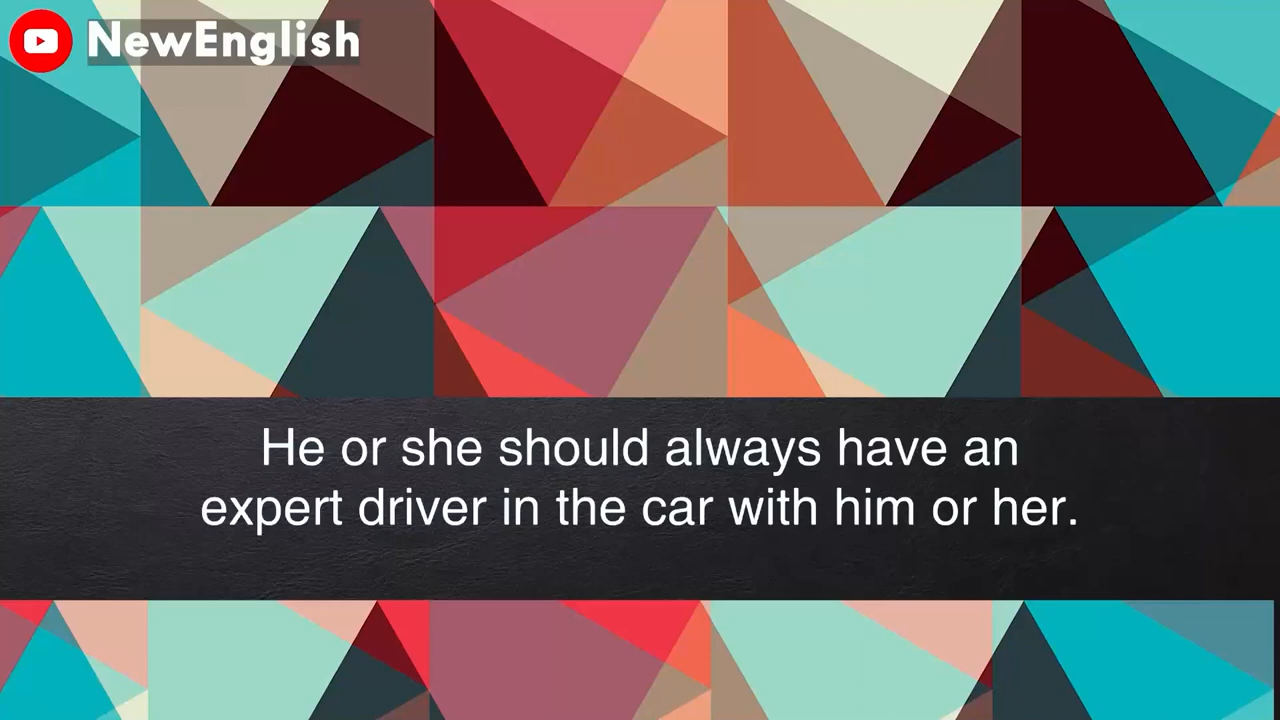 NewEnglish
He or she should always have an
expert driver in the car with him or her.